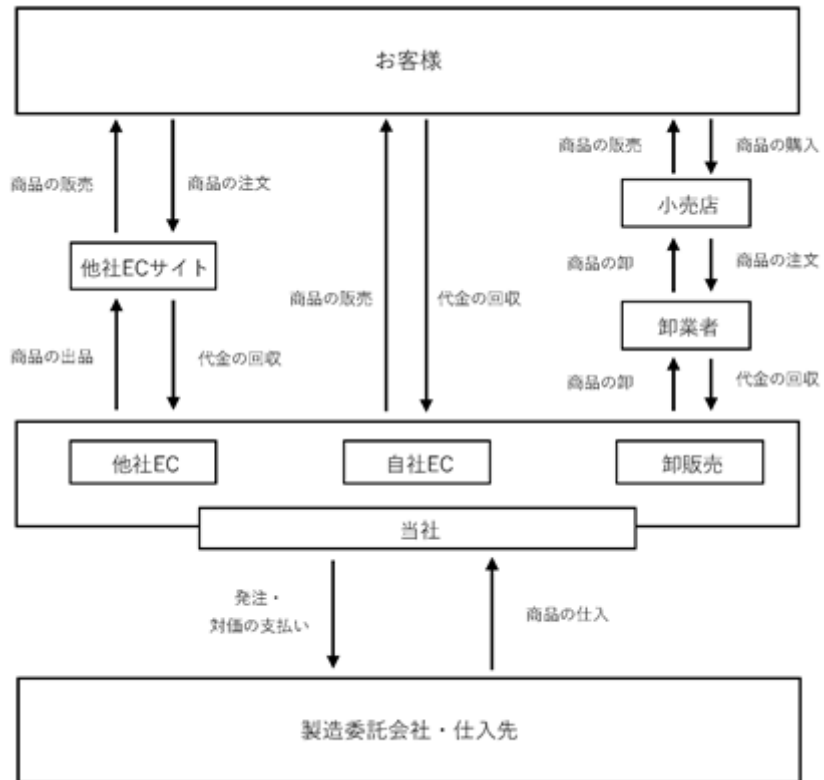 お客様
商品の販売
商品の購入
商品の販売
商品の注文
小売店
他社ECサイト
商品の卸
商品の注文
商品の販売
代金の回収
卸業者
商品の出品
代金の回収
商品の卸
代金の回収
他社EC
自社EC
卸販売
当社
発注・
対価の支払い
商品の仕入
製造委託会社・仕入先